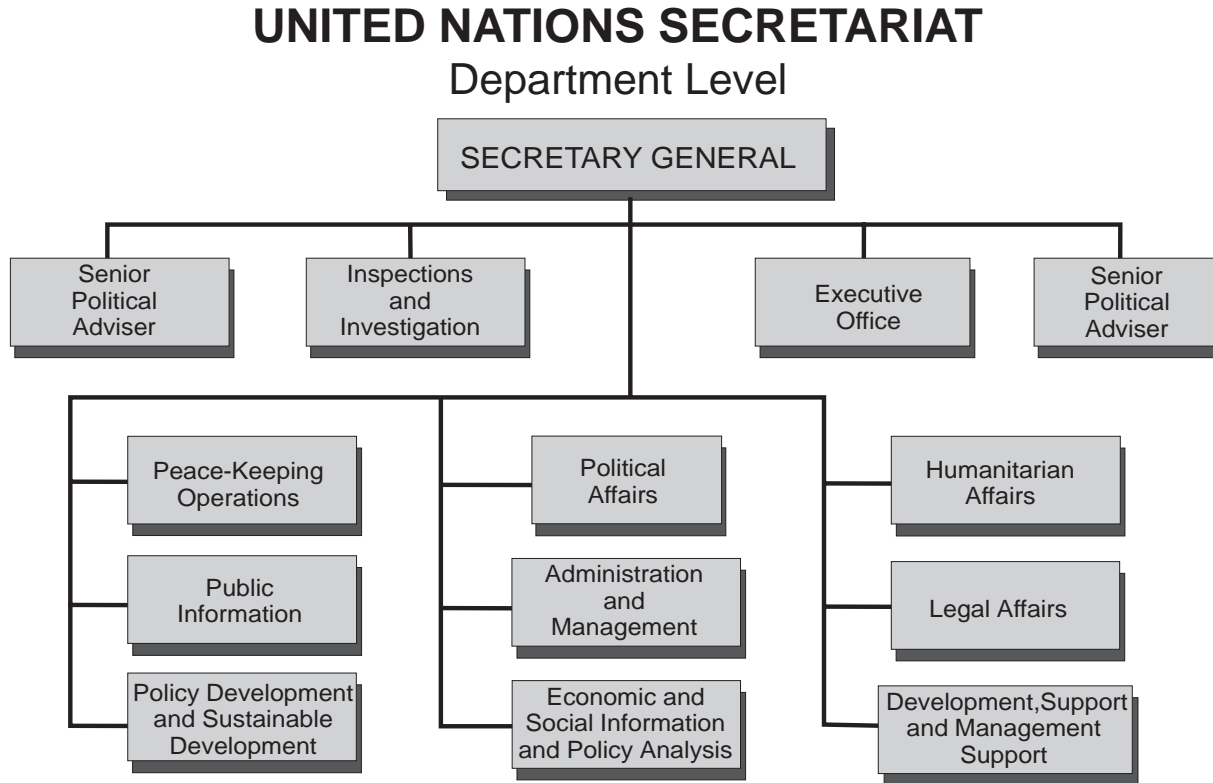 UNITED NATIONS SECRETARIAT
Department Level
SECRETARY GENERAL
Senior
Political
Adviser
Inspections
and
Investigation
Executive
Office
Senior
Political
Adviser
Peace-Keeping
Operations
Political
Affairs
Humanitarian
Affairs
Public
Information
Administration
and
Management
Legal Affairs
Policy Development
and Sustainable
Development
Economic and
Social Information
and Policy Analysis
Development,Support
and Management
Support